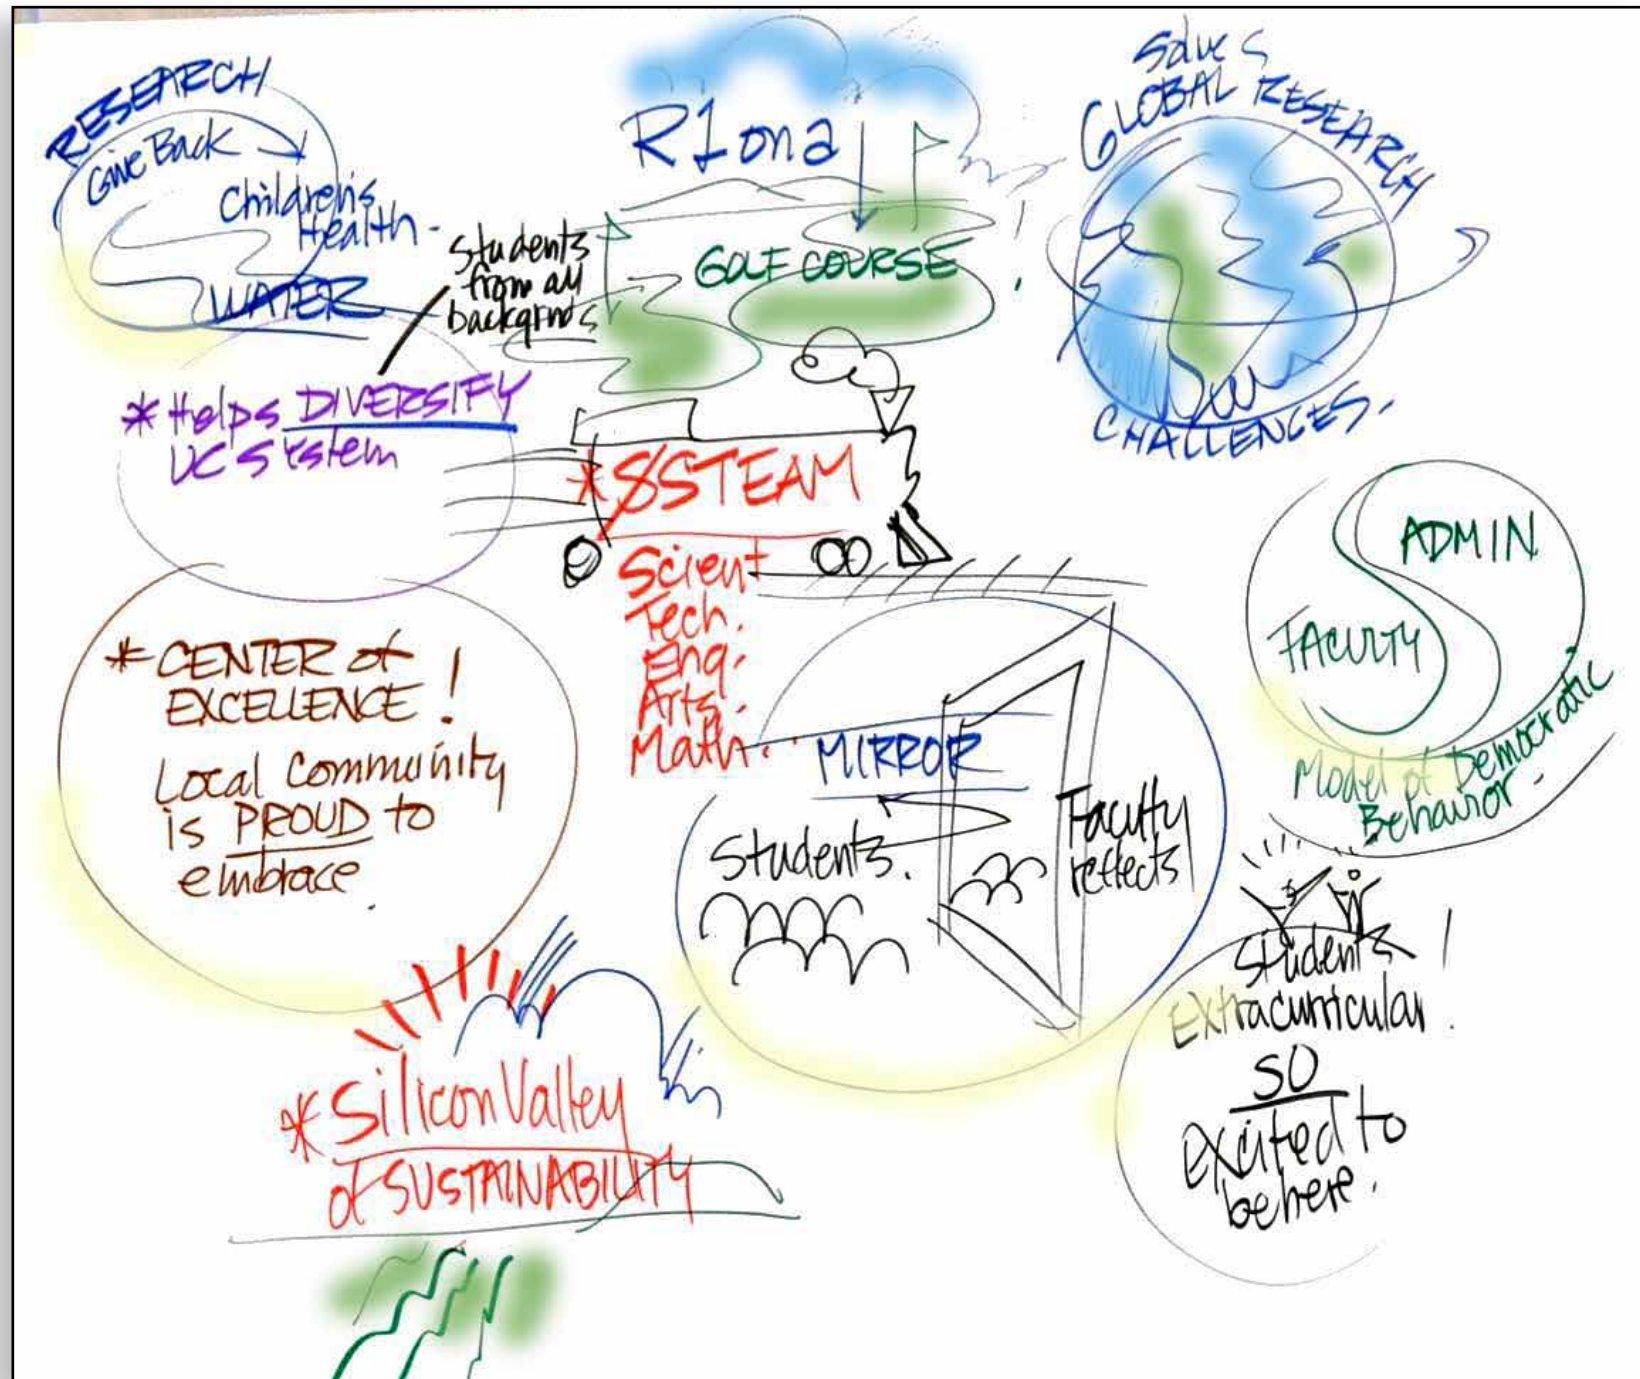 RESEARCH
Give Back
Children's
Health -
WATER
students
from all
backgrnds
R1 on a
GOLF COURSE
Solves
GLOBAL RESEARCH
CHALLENGES -
* Helps DIVERSIFY
UC System
* SSTEAM
Scient
Tech.
Eng.
Arts.
Math.
ADMIN
FACULTY
Model of Democratic
Behavior -
* CENTER of
EXCELLENCE !
Local Community
is PROUD to
embrace.
MIRROR
Students.
Faculty
reflects
Students !
Extracurricular
SO
excited to
be here.
* Silicon Valley
of SUSTAINABILITY